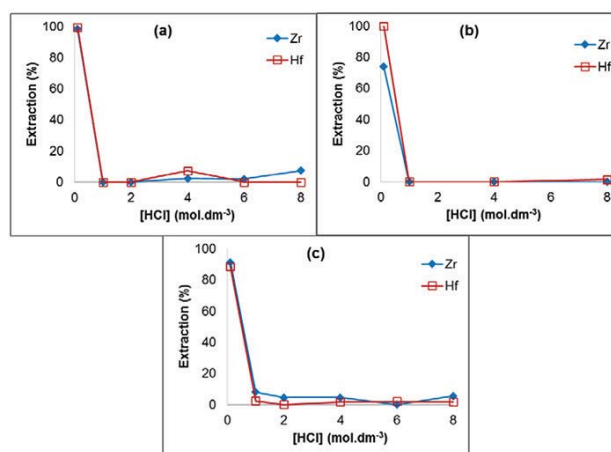 (a)
Zr
Hf
Extraction (%)
100
80
60
40
20
0
0 2 4 6 8
[HCl] (mol.dm-3)
(b)
Zr
Hf
Extraction (%)
100
80
60
40
20
0
0 2 4 6 8
[HCl] (mol.dm-3)
(c)
Zr
Hf
Extraction (%)
100
80
60
40
20
0
0 2 4 6 8
[HCl] (mol.dm-3)